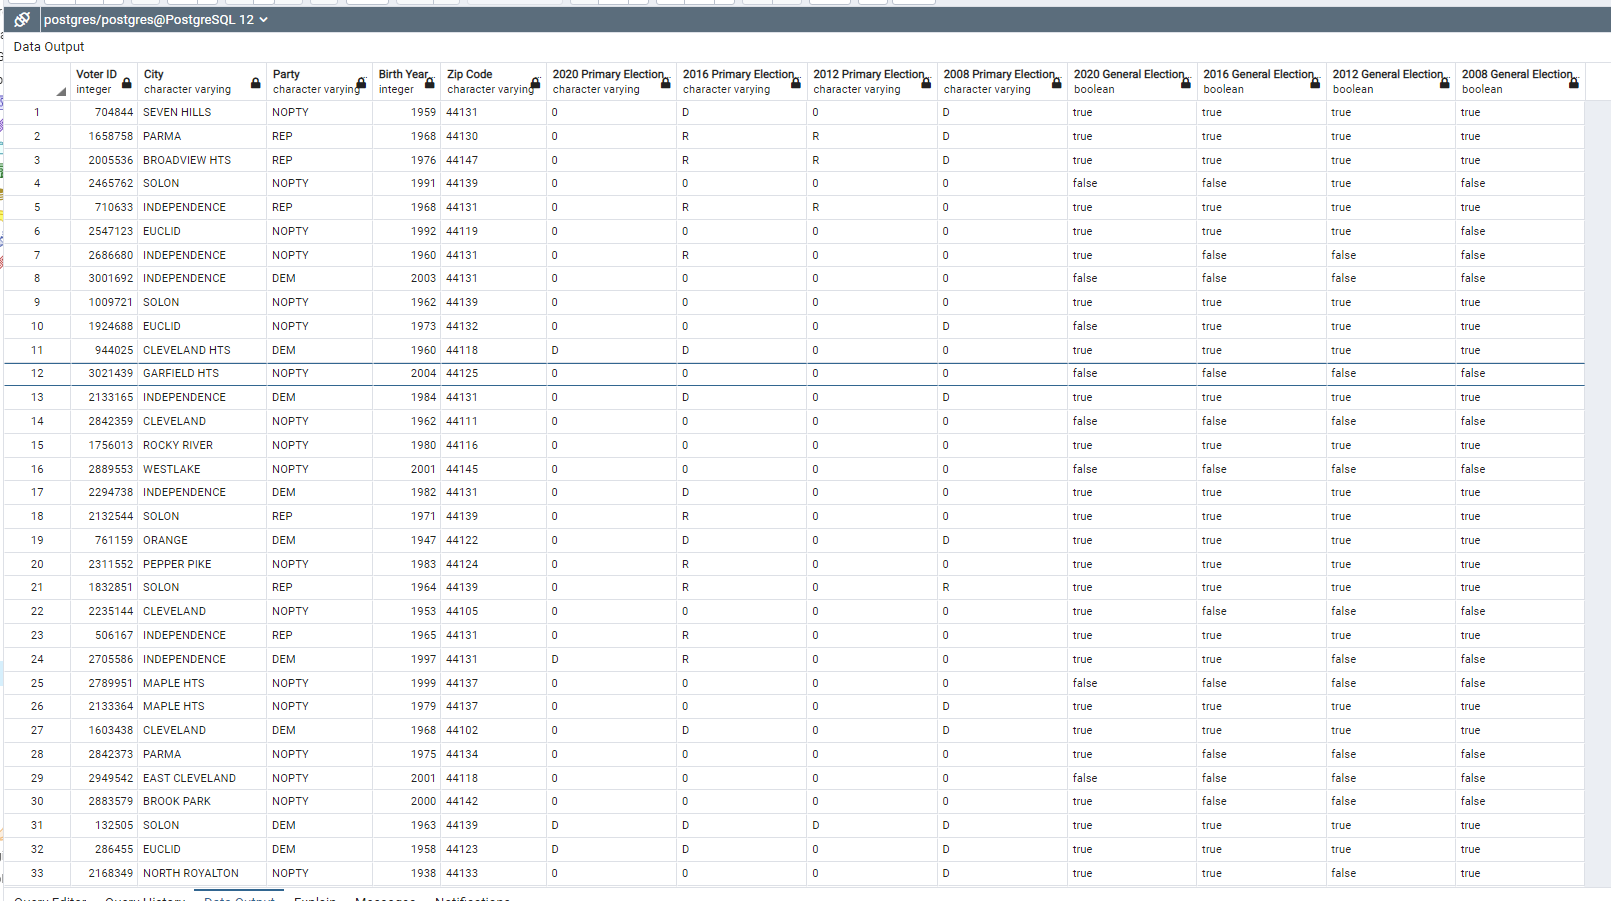 postgres/postgres@PostgreSQL 12
Data Output
Voter ID City Party Birth Year... Zip Code 2020 Primary Election... 2016 Primary Election... 2012 Primary Election... 2008 Primary Election... 2020 General Election... 2016 General Election... 2012 General Election... 2008 General Election...
integer character varying character varying integer character varying character varying character varying character varying character varying boolean boolean boolean boolean
1 704844 SEVEN HILLS NOPTY 1959 44131 0 D 0 D true true true true
2 1658758 PARMA REP 1968 44130 0 R R D true true true true
3 2005536 BROADVIEW HTS REP 1976 44147 0 R R D true true true true
4 2465762 SOLON NOPTY 1991 44139 0 0 0 0 false false true false
5 710633 INDEPENDENCE REP 1968 44131 0 R R 0 true true true true
6 2547123 EUCLID NOPTY 1992 44119 0 0 0 0 true true true false
7 2686680 INDEPENDENCE NOPTY 1960 44131 0 R 0 0 true false false false
8 3001692 INDEPENDENCE DEM 2003 44131 0 0 0 0 false false false false
9 1009721 SOLON NOPTY 1962 44139 0 0 0 0 true true true true
10 1924688 EUCLID NOPTY 1973 44132 0 0 0 D false true true true
11 944025 CLEVELAND HTS DEM 1960 44118 D D 0 0 true true true true
12 3021439 GARFIELD HTS NOPTY 2004 44125 0 0 0 0 false false false false
13 2133165 INDEPENDENCE DEM 1984 44131 0 D 0 D true true true true
14 2842359 CLEVELAND NOPTY 1962 44111 0 0 0 0 false false false false
15 1756013 ROCKY RIVER NOPTY 1980 44116 0 0 0 0 true true true true
16 2889553 WESTLAKE NOPTY 2001 44145 0 0 0 0 false false false false
17 2294738 INDEPENDENCE DEM 1982 44131 0 D 0 0 true true true true
18 2132544 SOLON REP 1971 44139 0 R 0 0 true true true true
19 761159 ORANGE DEM 1947 44122 0 D 0 D true true true true
20 2311552 PEPPER PIKE NOPTY 1983 44124 0 R 0 0 true true true true
21 1832851 SOLON REP 1964 44139 0 R 0 R true true true true
22 2235144 CLEVELAND NOPTY 1953 44105 0 0 0 0 true false false false
23 506167 INDEPENDENCE REP 1965 44131 0 R 0 0 true true true true
24 2705586 INDEPENDENCE DEM 1997 44131 D R 0 0 true true false false
25 2789951 MAPLE HTS NOPTY 1999 44137 0 0 0 0 false false false false
26 2133364 MAPLE HTS NOPTY 1979 44137 0 0 0 D true true true true
27 1603438 CLEVELAND DEM 1968 44102 0 D 0 D true true true true
28 2842373 PARMA NOPTY 1975 44134 0 0 0 0 true false false false
29 2949542 EAST CLEVELAND NOPTY 2001 44118 0 0 0 0 false false false false
30 2883579 BROOK PARK NOPTY 2000 44142 0 0 0 0 true false false false
31 132505 SOLON DEM 1963 44139 D D D D true true true true
32 286455 EUCLID DEM 1958 44123 D D 0 D true true true true
33 2168349 NORTH ROYALTON NOPTY 1938 44133 0 0 0 D true true false true
Query Editor Query History Data Output Explain Messages Notifications